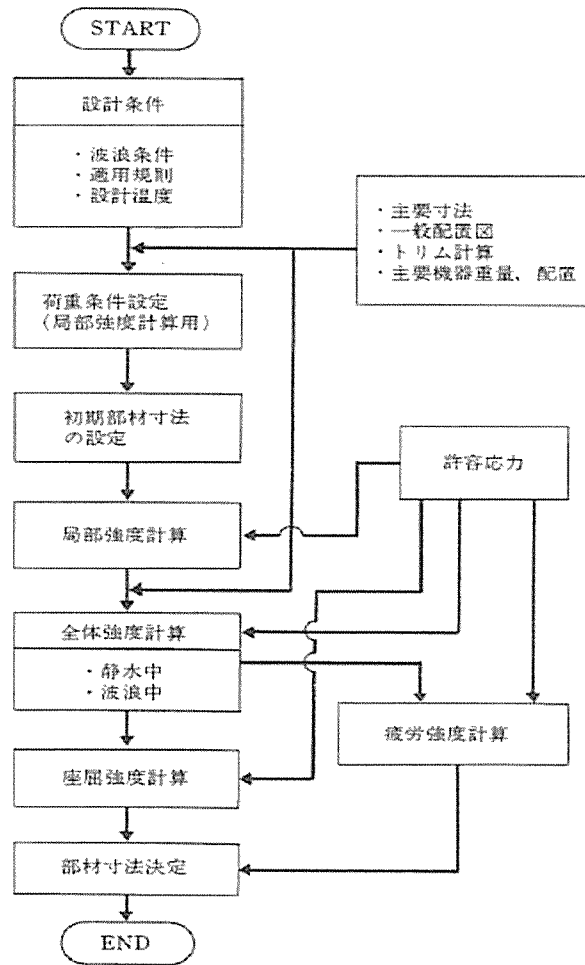 START
設計条件
・波浪条件
・適用規則
・設計温度
・主要寸法
・一般配置図
・トリム計算
・主要機器重量、配置
荷重条件設定
(局部強度計算用)
初期部材寸法
の設定
許容応力
局部強度計算
全体強度計算
・静水中
・波浪中
疲労強度計算
座屈強度計算
部材寸法決定
END